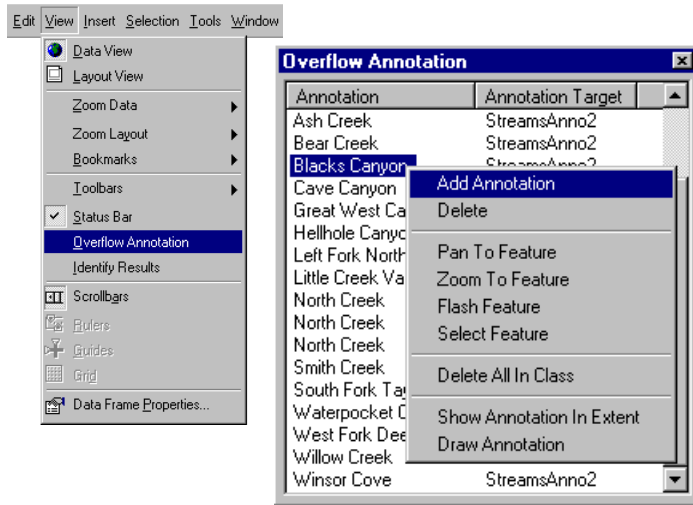 Edit View Insert Selection Tools Window
Data View
Layout View
Zoom Data
Zoom Layout
Bookmarks
Toolbars
Status Bar
Overflow Annotation
Identify Results
Scrollbars
Rulers
Guides
Grid
Data Frame Properties...
Overflow Annotation
Annotation Annotation Target
Ash Creek StreamsAnno2
Bear Creek StreamsAnno2
Blacks Canyon StreamsAnno2
Cave Canyon
Great West Ca
Hellhole Canyo
Left Fork North
Little Creek Va
North Creek
North Creek
North Creek
Smith Creek
South Fork Tay
Waterpocket C
West Fork Dee
Willow Creek
Winsor Cove StreamsAnno2
Add Annotation
Delete
Pan To Feature
Zoom To Feature
Flash Feature
Select Feature
Delete All In Class
Show Annotation In Extent
Draw Annotation